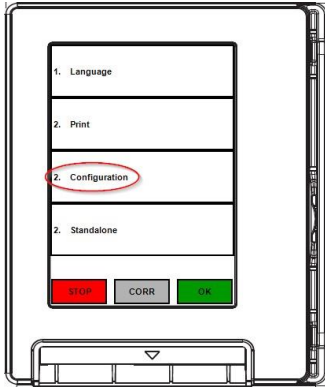 1. Language
2. Print
2. Configuration
2. Standalone
STOP CORR OK